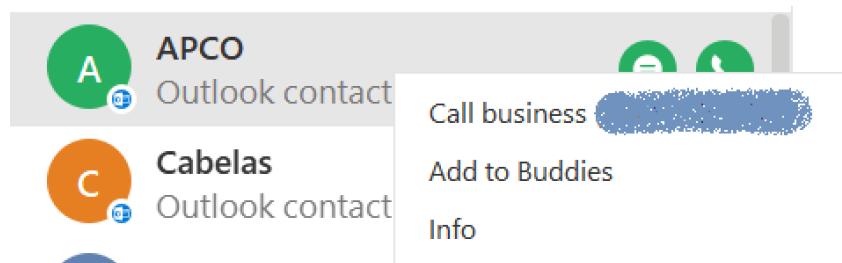 A
APCO
Outlook contact
Call business
Add to Buddies
C
Cabelas
Outlook contact
Info